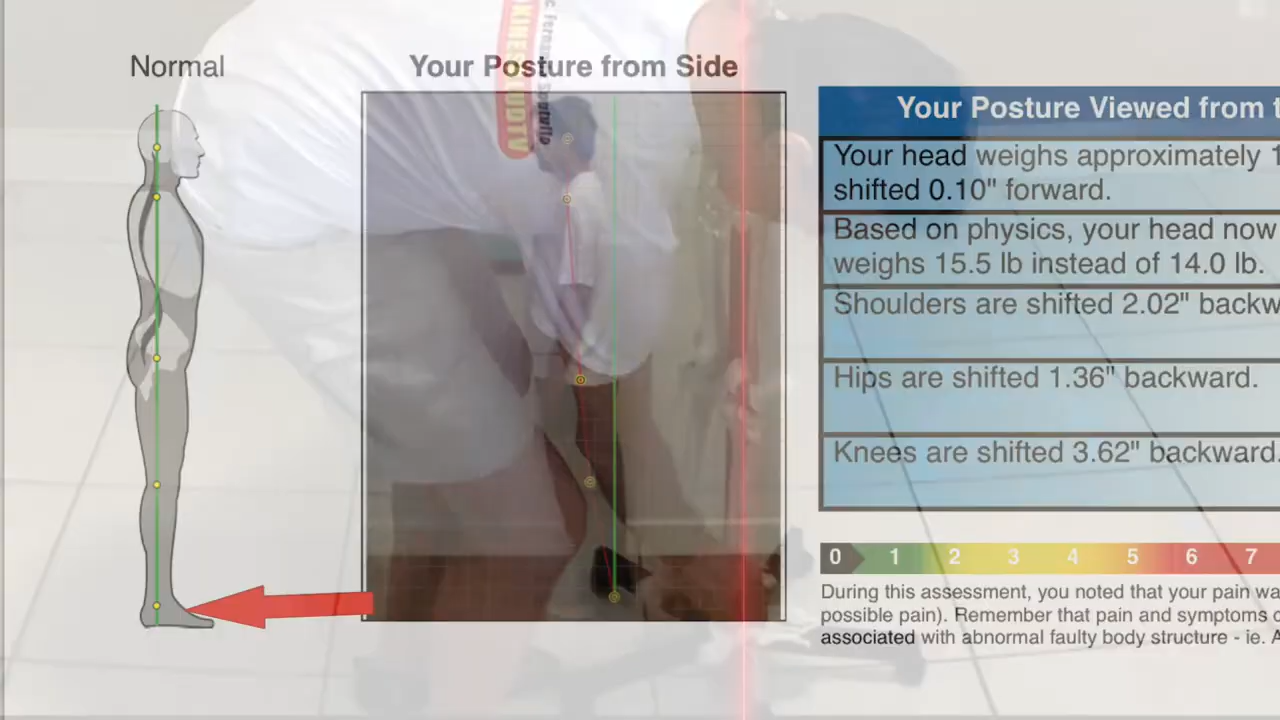 Normal
Your Posture from Side
KINES
UDTV
Your Posture Viewed from
Your head weighs approximately
shifted 0.10" forward.
Based on physics, your head now
weighs 15.5 lb instead of 14.0 lb.
Shoulders are shifted 2.02" backw
Hips are shifted 1.36" backward.
Knees are shifted 3.62" backward.
0 1 2 3 4 5 6 7
During this assessment, you noted that your pain wa
possible pain). Remember that pain and symptoms
associated with abnormal faulty body structure - ie.